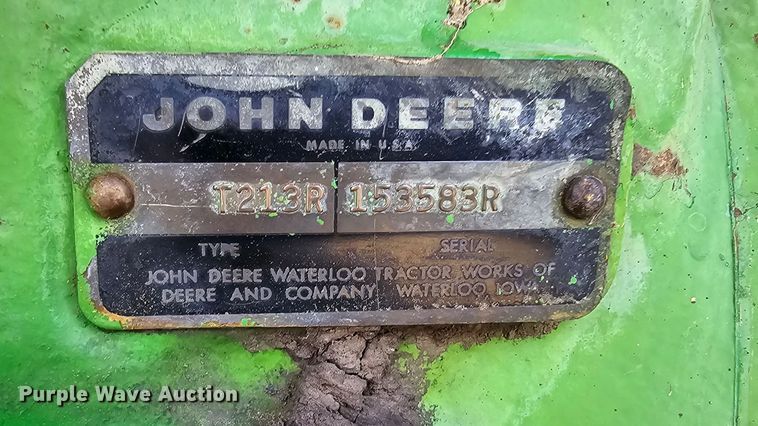 JOHN DEERE
MADE IN U.S.A.
T213R 153583R
TYPE SERIAL
JOHN DEERE WATERLOO TRACTOR WORKS OF
DEERE AND COMPANY WATERLOO IOWA
Purple Wave Auction